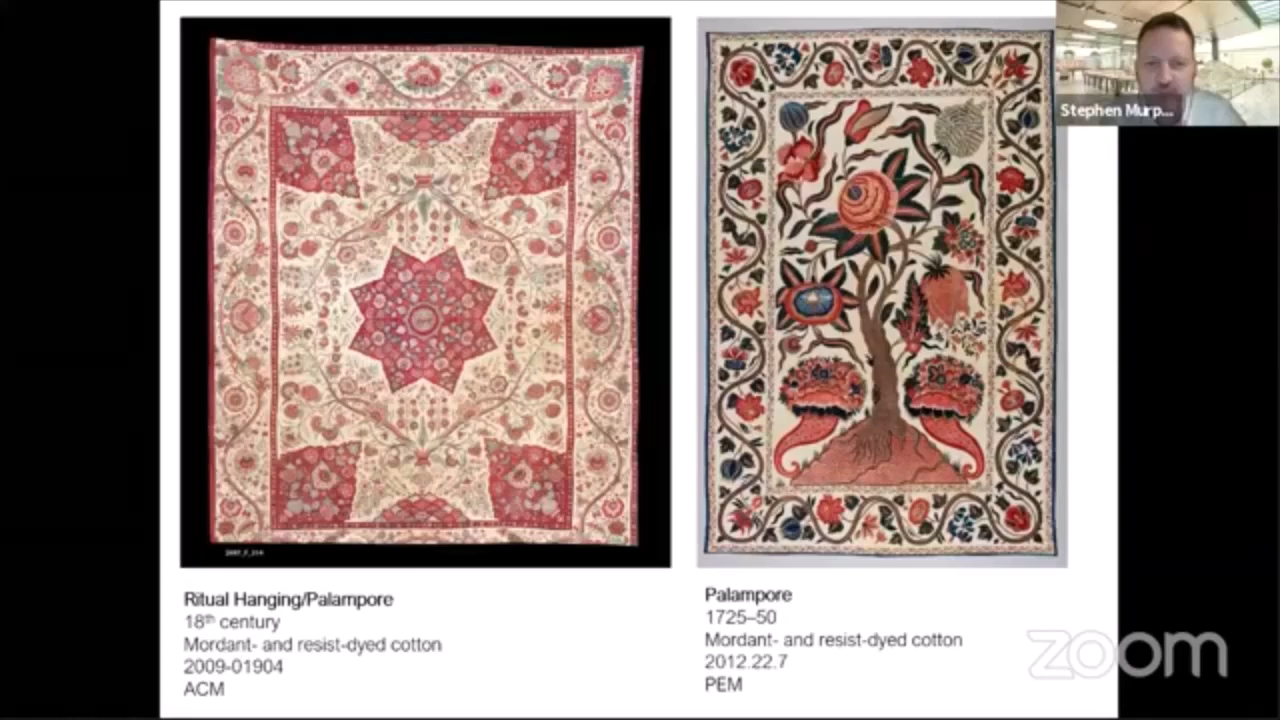 Stephen Murp...
Ritual Hanging/Palampore
18th century
Mordant- and resist-dyed cotton
2009-01904
ACM
Palampore
1725–50
Mordant- and resist-dyed cotton
2012.22.7
PEM
zoom